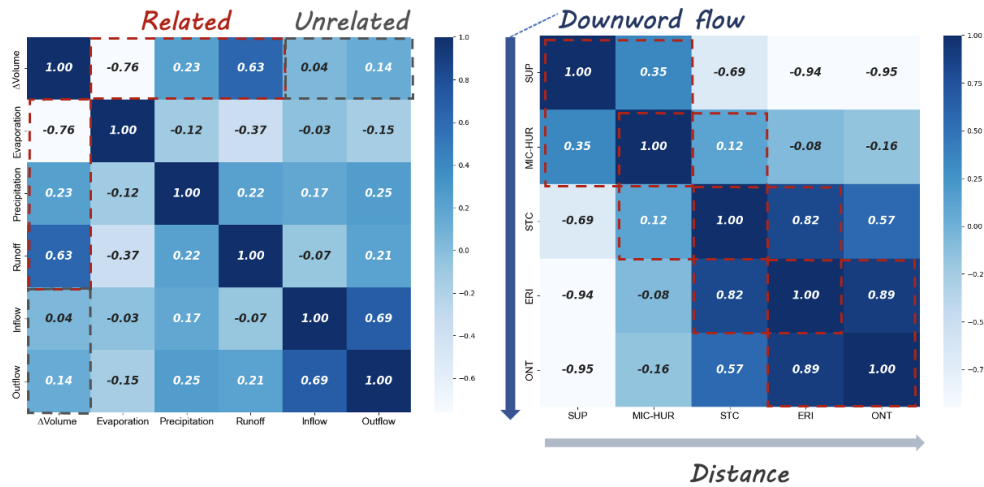 Related Unrelated
ΔVolume 1.00 -0.76 0.23 0.63 0.04 0.14
Evaporation -0.76 1.00 -0.12 -0.37 -0.03 -0.15
Precipitation 0.23 -0.12 1.00 0.22 0.17 0.25
Runoff 0.63 -0.37 0.22 1.00 -0.07 0.21
Inflow 0.04 -0.03 0.17 -0.07 1.00 0.69
Outflow 0.14 -0.15 0.25 0.21 0.69 1.00
ΔVolume Evaporation Precipitation Runoff Inflow Outflow
1.0
0.8
0.6
0.4
0.2
0.0
−0.2
−0.4
−0.6
Downword flow
SUP 1.00 0.35 -0.69 -0.94 -0.95
MIC-HUR 0.35 1.00 0.12 -0.08 -0.16
STC -0.69 0.12 1.00 0.82 0.57
ERI -0.94 -0.08 0.82 1.00 0.89
ONT -0.95 -0.16 0.57 0.89 1.00
SUP MIC-HUR STC ERI ONT
1.00
0.75
0.50
0.25
0.00
−0.25
−0.50
−0.75
Distance